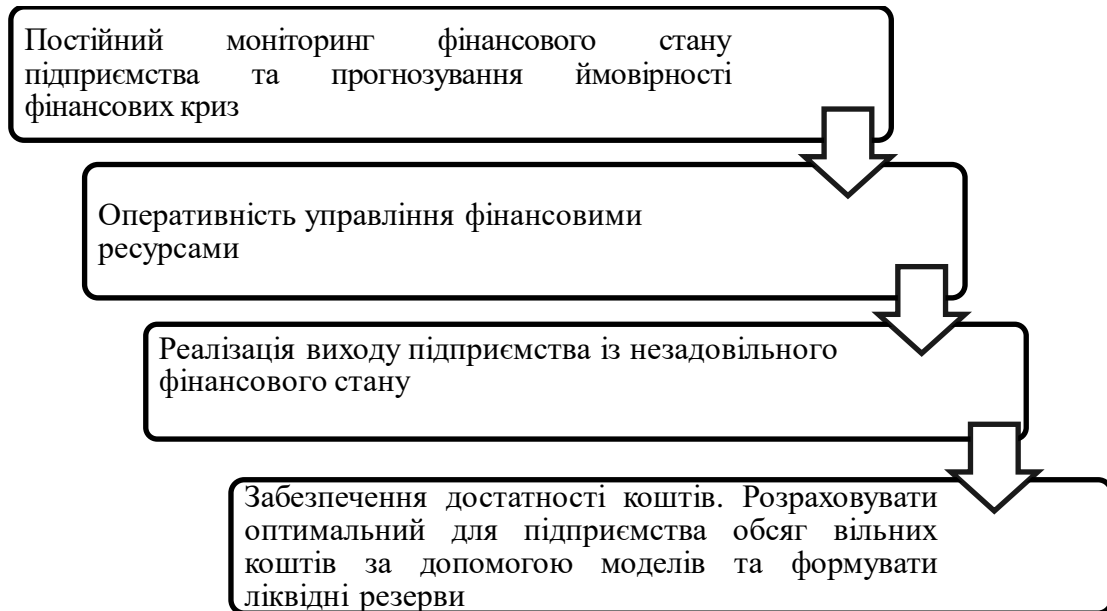 Постійний моніторинг фінансового стану
підприємства та прогнозування ймовірності
фінансових криз
Оперативність управління фінансовими
ресурсами
Реалізація виходу підприємства із незадовільного
фінансового стану
Забезпечення достатності коштів. Розраховувати
оптимальний для підприємства обсяг вільних
коштів за допомогою моделів та формувати
ліквідні резерви